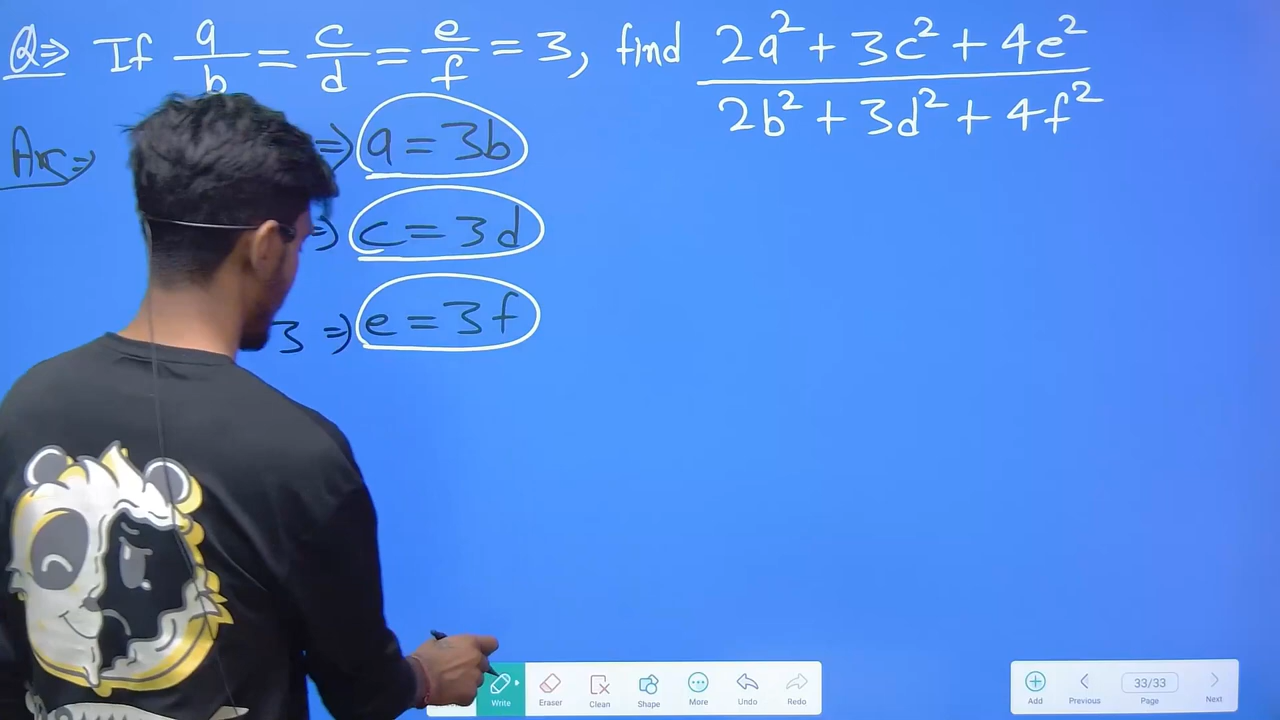 Q⇒ If a/b = c/d = e/f = 3, find (2a² + 3c² + 4e²)/(2b² + 3d² + 4f²)
⇒ a = 3b
⇒ c = 3d
3 ⇒ e = 3f
Write Eraser Clean Shape More Undo Redo
Add Previous 33/33 Page Next